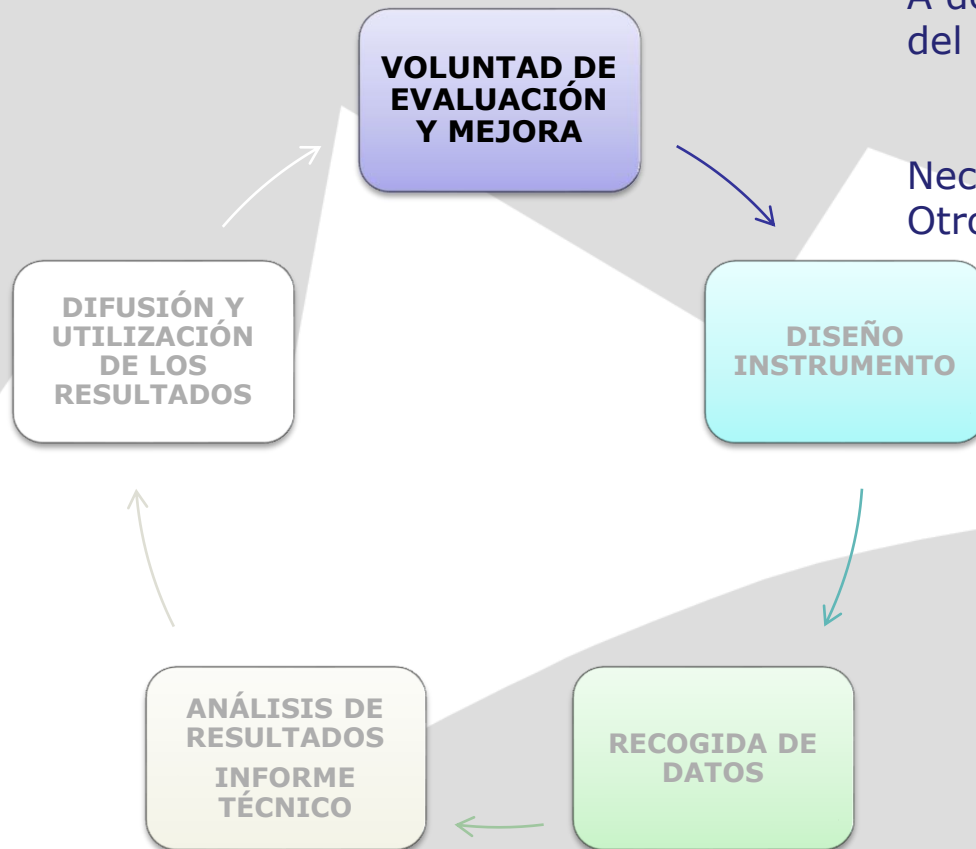 VOLUNTAD DE
EVALUACIÓN
Y MEJORA
del
DISEÑO
INSTRUMENTO
RECOGIDA DE
DATOS
ANÁLISIS DE
RESULTADOS
INFORME
TÉCNICO
DIFUSIÓN Y
UTILIZACIÓN
DE LOS
RESULTADOS